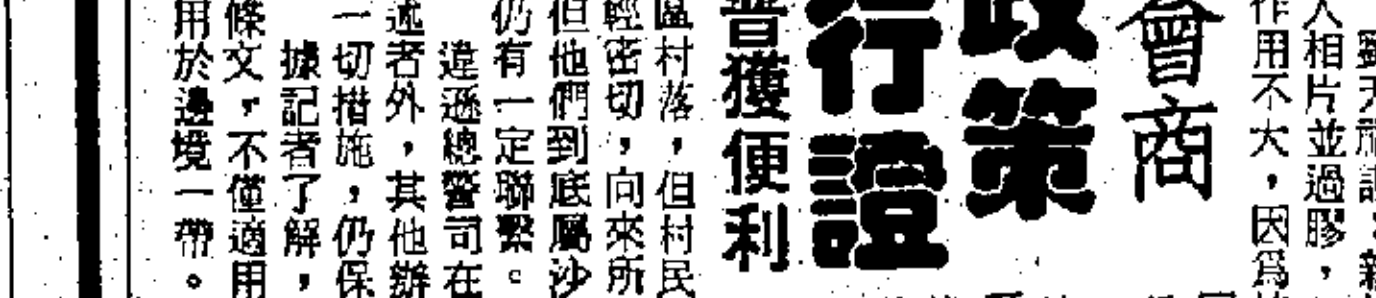 人相片並過膠，
作用不大，因爲
會商
政策
行證
普獲便利
區村落，但村民
輕密切，向來所
但他們到底屬沙
仍有一定聯繫。
違遜總警司在
述者外，其他辦
一切措施，仍保
據記者了解，
條文，不僅適用
用於邊境一帶。